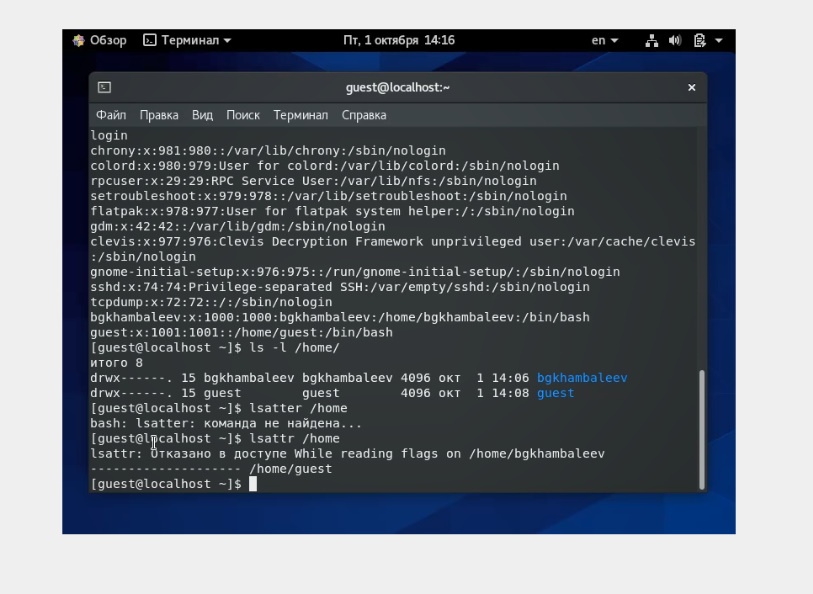 Обзор Терминал Пт, 1 октября 14:16 en
guest@localhost:~ ×
Файл Правка Вид Поиск Терминал Справка
login
chrony:x:981:980::/var/lib/chrony:/sbin/nologin
colord:x:980:979:User for colord:/var/lib/colord:/sbin/nologin
rpcuser:x:29:29:RPC Service User:/var/lib/nfs:/sbin/nologin
setroubleshoot:x:979:978::/var/lib/setroubleshoot:/sbin/nologin
flatpak:x:978:977:User for flatpak system helper:/:/sbin/nologin
gdm:x:42:42::/var/lib/gdm:/sbin/nologin
clevis:x:977:976:Clevis Decryption Framework unprivileged user:/var/cache/clevis
:/sbin/nologin
gnome-initial-setup:x:976:975::/run/gnome-initial-setup/:/sbin/nologin
sshd:x:74:74:Privilege-separated SSH:/var/empty/sshd:/sbin/nologin
tcpdump:x:72:72::/:/sbin/nologin
bgkhambaleev:x:1000:1000:bgkhambaleev:/home/bgkhambaleev:/bin/bash
guest:x:1001:1001::/home/guest:/bin/bash
[guest@localhost ~]$ ls -l /home/
итого 8
drwx------. 15 bgkhambaleev bgkhambaleev 4096 окт  1 14:06 bgkhambaleev
drwx------. 15 guest        guest        4096 окт  1 14:08 guest
[guest@localhost ~]$ lsatter /home
bash: lsatter: команда не найдена...
[guest@localhost ~]$ lsattr /home
lsattr: Отказано в доступе While reading flags on /home/bgkhambaleev
-------------------- /home/guest
[guest@localhost ~]$